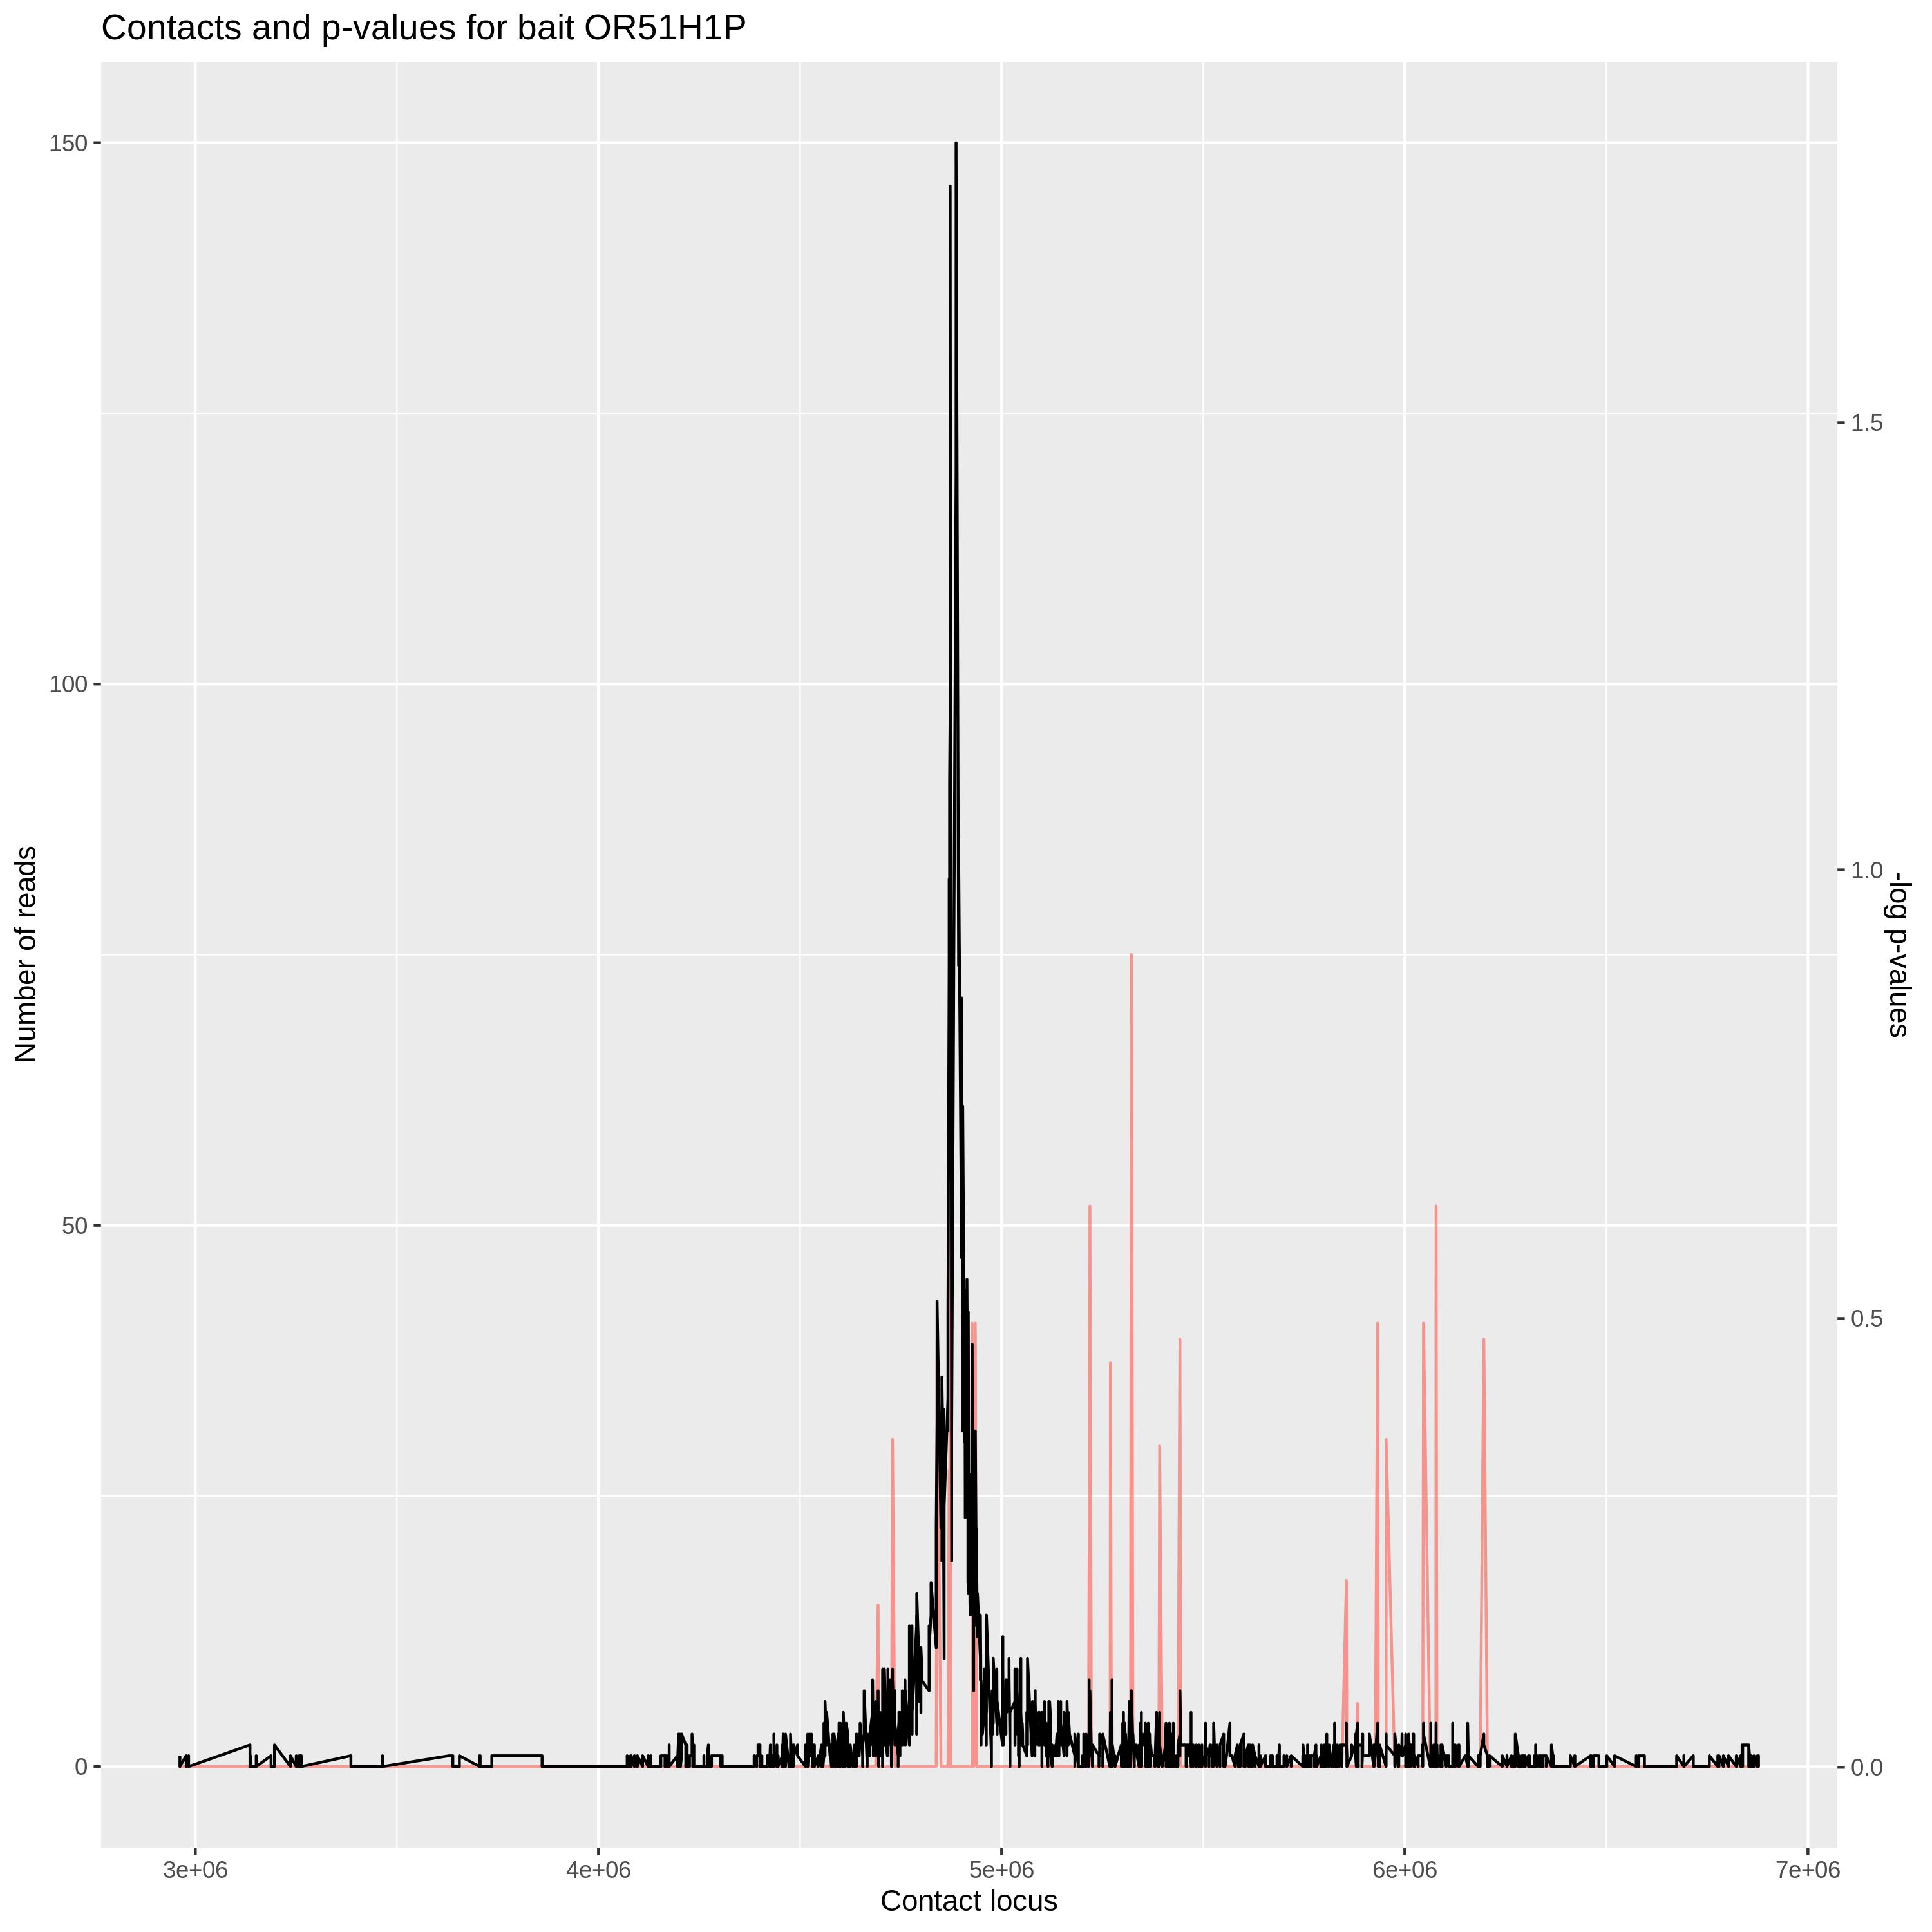 Contacts and p-values for bait OR51H1P
150
100
50
0
Number of reads
1.5
1.0
0.5
0.0
-log p-values
3e+06
4e+06
5e+06
6e+06
7e+06
Contact locus